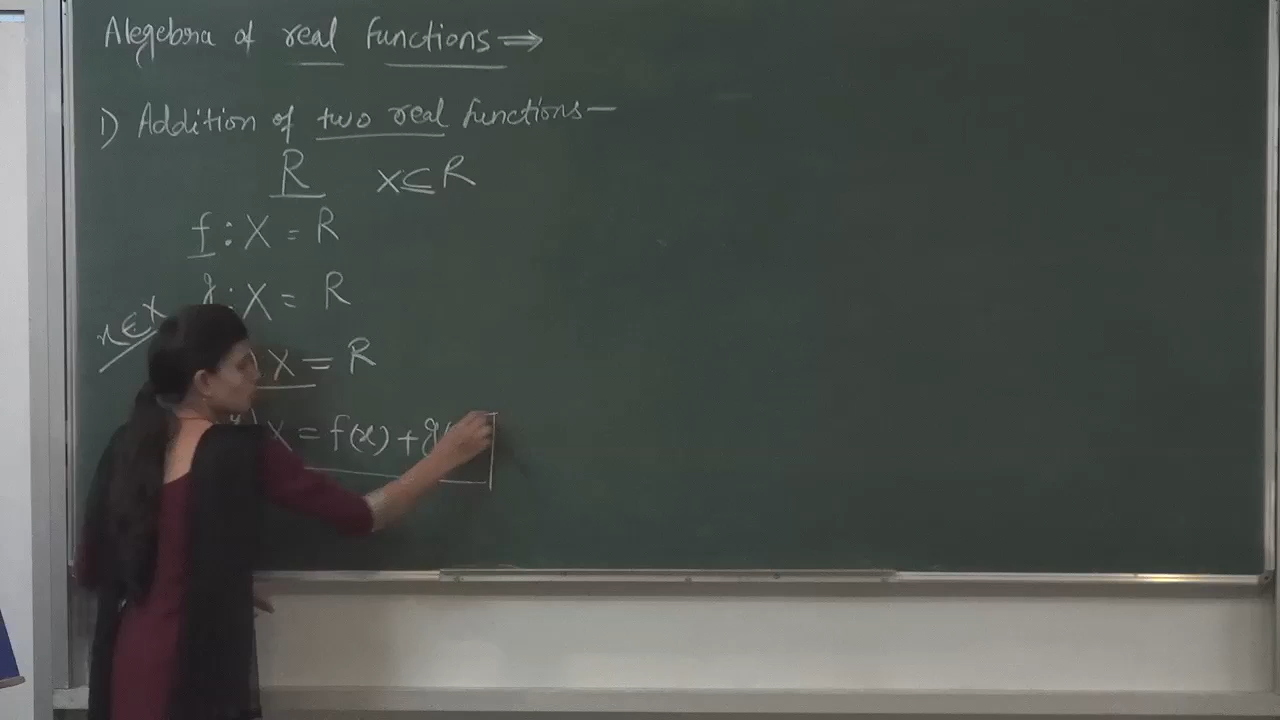 Alegebra of real functions ⇒
1) Addition of two real functions —
R X ⊆ R
f : X = R
g : X = R
x ∈ X
) X = R
) x = f(x) + g(